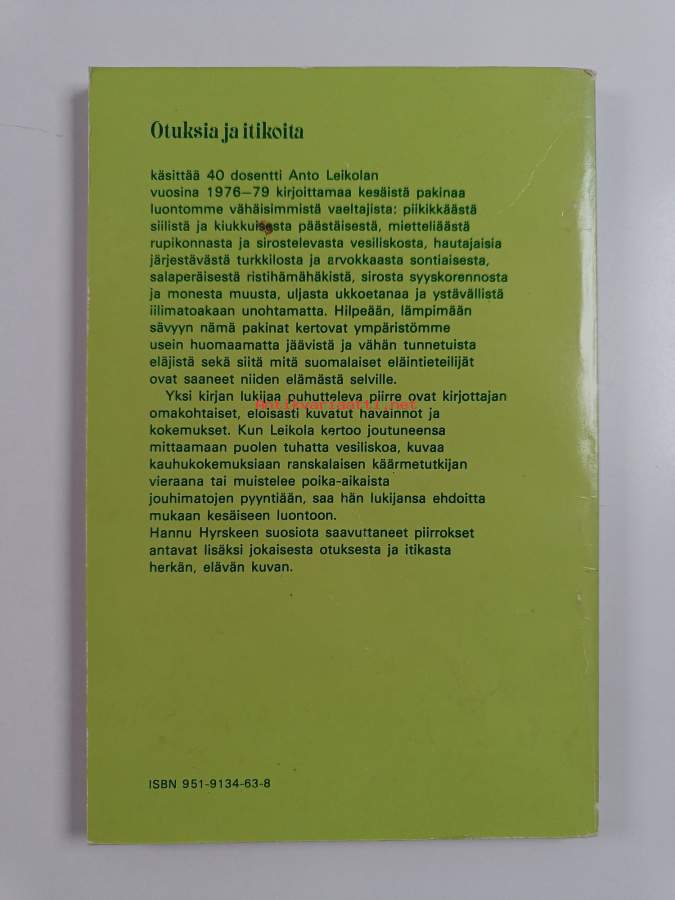 Otuksia ja itikoita
käsittää 40 dosentti Anto Leikolan
vuosina 1976–79 kirjoittamaa kesäistä pakinaa
luontomme vähäisimmistä vaeltajista: piikikkäästä
siilistä ja kiukkuisesta päästäisestä, mietteliäästä
rupikonnasta ja sirostelevasta vesiliskosta, hautajaisia
järjestävästä turkkilosta ja arvokkaasta sontiaisesta,
salaperäisestä ristihämähäkistä, sirosta syyskorennosta
ja monesta muusta, uljasta ukkoetanaa ja ystävällistä
iilimatoakaan unohtamatta. Hilpeään, lämpimään
sävyyn nämä pakinat kertovat ympäristömme
usein huomaamatta jäävistä ja vähän tunnetuista
eläjistä sekä siitä mitä suomalaiset eläintieteilijät
ovat saaneet niiden elämästä selville.
Yksi kirjan lukijaa puhutteleva piirre ovat kirjottajan
Antikvariaatti.net
omakohtaiset, eloisasti kuvatut havainnot ja
kokemukset. Kun Leikola kertoo joutuneensa
mittaamaan puolen tuhatta vesiliskoa, kuvaa
kauhukokemuksiaan ranskalaisen käärmetutkijan
vieraana tai muistelee poika-aikaista
jouhimatojen pyyntiään, saa hän lukijansa ehdoitta
mukaan kesäiseen luontoon.
Hannu Hyrskeen suosiota saavuttaneet piirrokset
antavat lisäksi jokaisesta otuksesta ja itikasta
herkän, elävän kuvan.
ISBN 951-9134-63-8